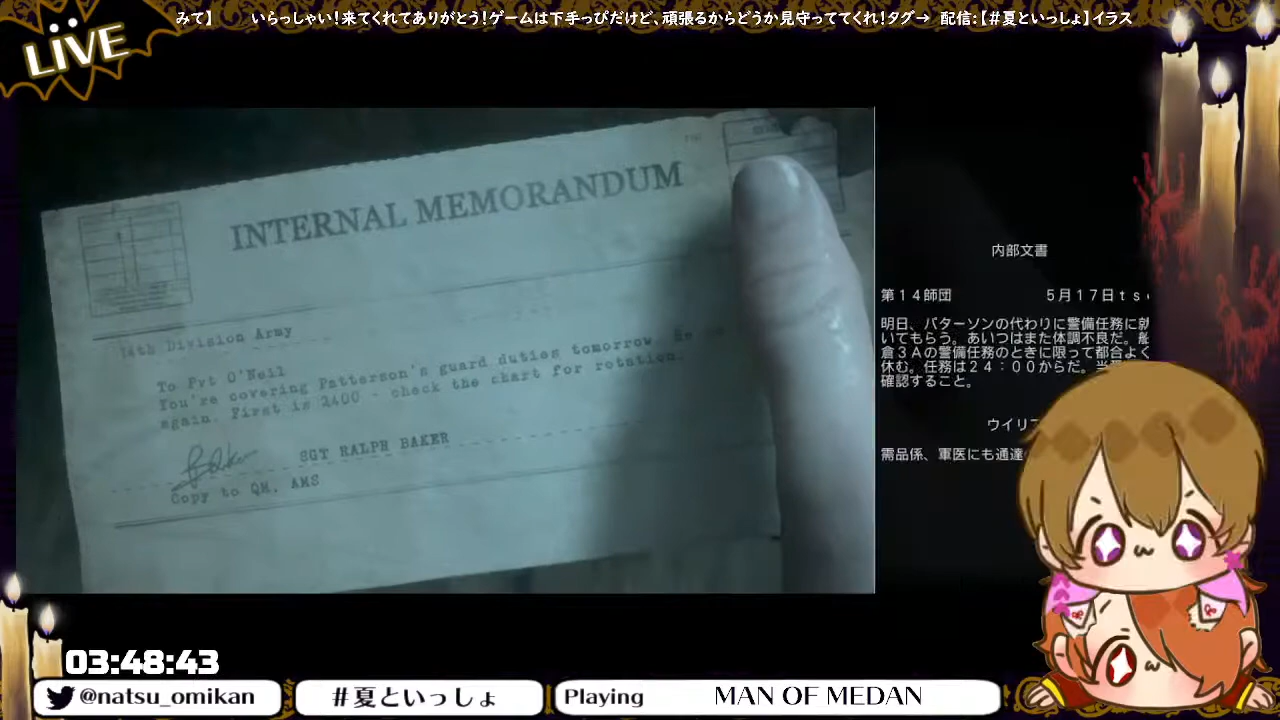 みて】 いらっしゃい!来てくれてありがとう!ゲームは下手っぴだけど、頑張るからどうか見守っててくれ!タグ→ 配信:【#夏といっしょ】イラス
LIVE
INTERNAL MEMORANDUM
14th Division Army
To Pvt O'Neil
You're covering Patterson's guard duties tomorrow. He
again. First is 2400 - check the chart for rotation.
SGT RALPH BAKER
Copy to QM, AMS
内部文書
第14師団 5月17日ts
明日、パターソンの代わりに警備任務に就
いてもらう。あいつはまた体調不良だ。船
倉3Aの警備任務のときに限って都合よく
休む。任務は24:00からだ。
確認すること。
ウイリア
需品係、軍医にも通達
03:48:43
@natsu_omikan
#夏といっしょ
Playing MAN OF MEDAN